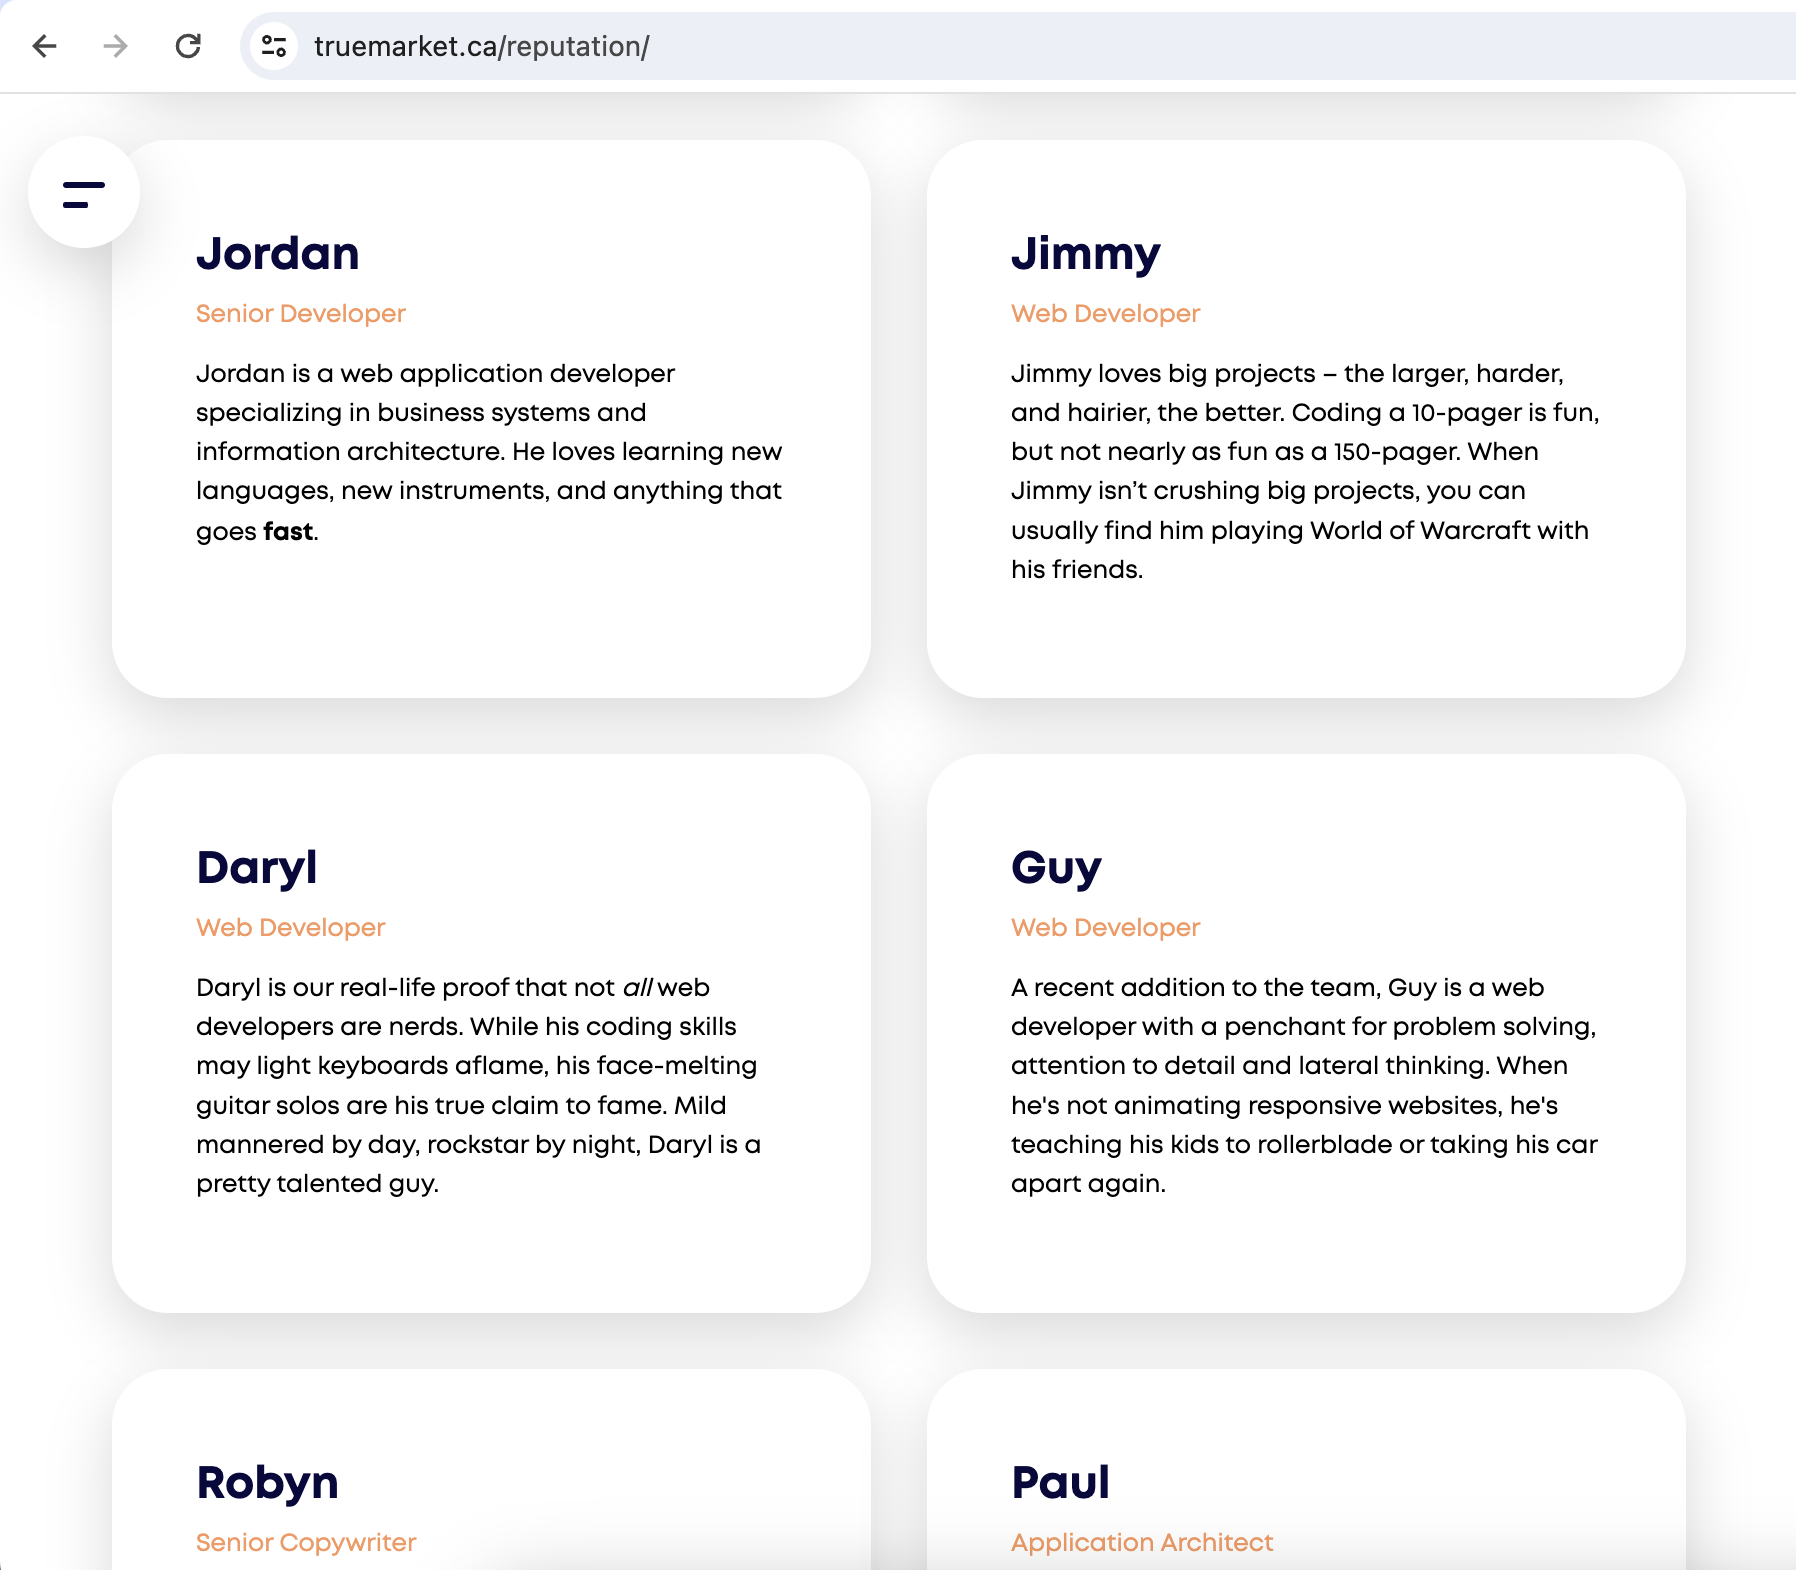 truemarket.ca/reputation/
Jordan
Senior Developer
Jordan is a web application developer
specializing in business systems and
information architecture. He loves learning new
languages, new instruments, and anything that
goes fast.
Jimmy
Web Developer
Jimmy loves big projects – the larger, harder,
and hairier, the better. Coding a 10-pager is fun,
but not nearly as fun as a 150-pager. When
Jimmy isn’t crushing big projects, you can
usually find him playing World of Warcraft with
his friends.
Daryl
Web Developer
Daryl is our real-life proof that not all web
developers are nerds. While his coding skills
may light keyboards aflame, his face-melting
guitar solos are his true claim to fame. Mild
mannered by day, rockstar by night, Daryl is a
pretty talented guy.
Guy
Web Developer
A recent addition to the team, Guy is a web
developer with a penchant for problem solving,
attention to detail and lateral thinking. When
he's not animating responsive websites, he's
teaching his kids to rollerblade or taking his car
apart again.
Robyn
Senior Copywriter
Paul
Application Architect